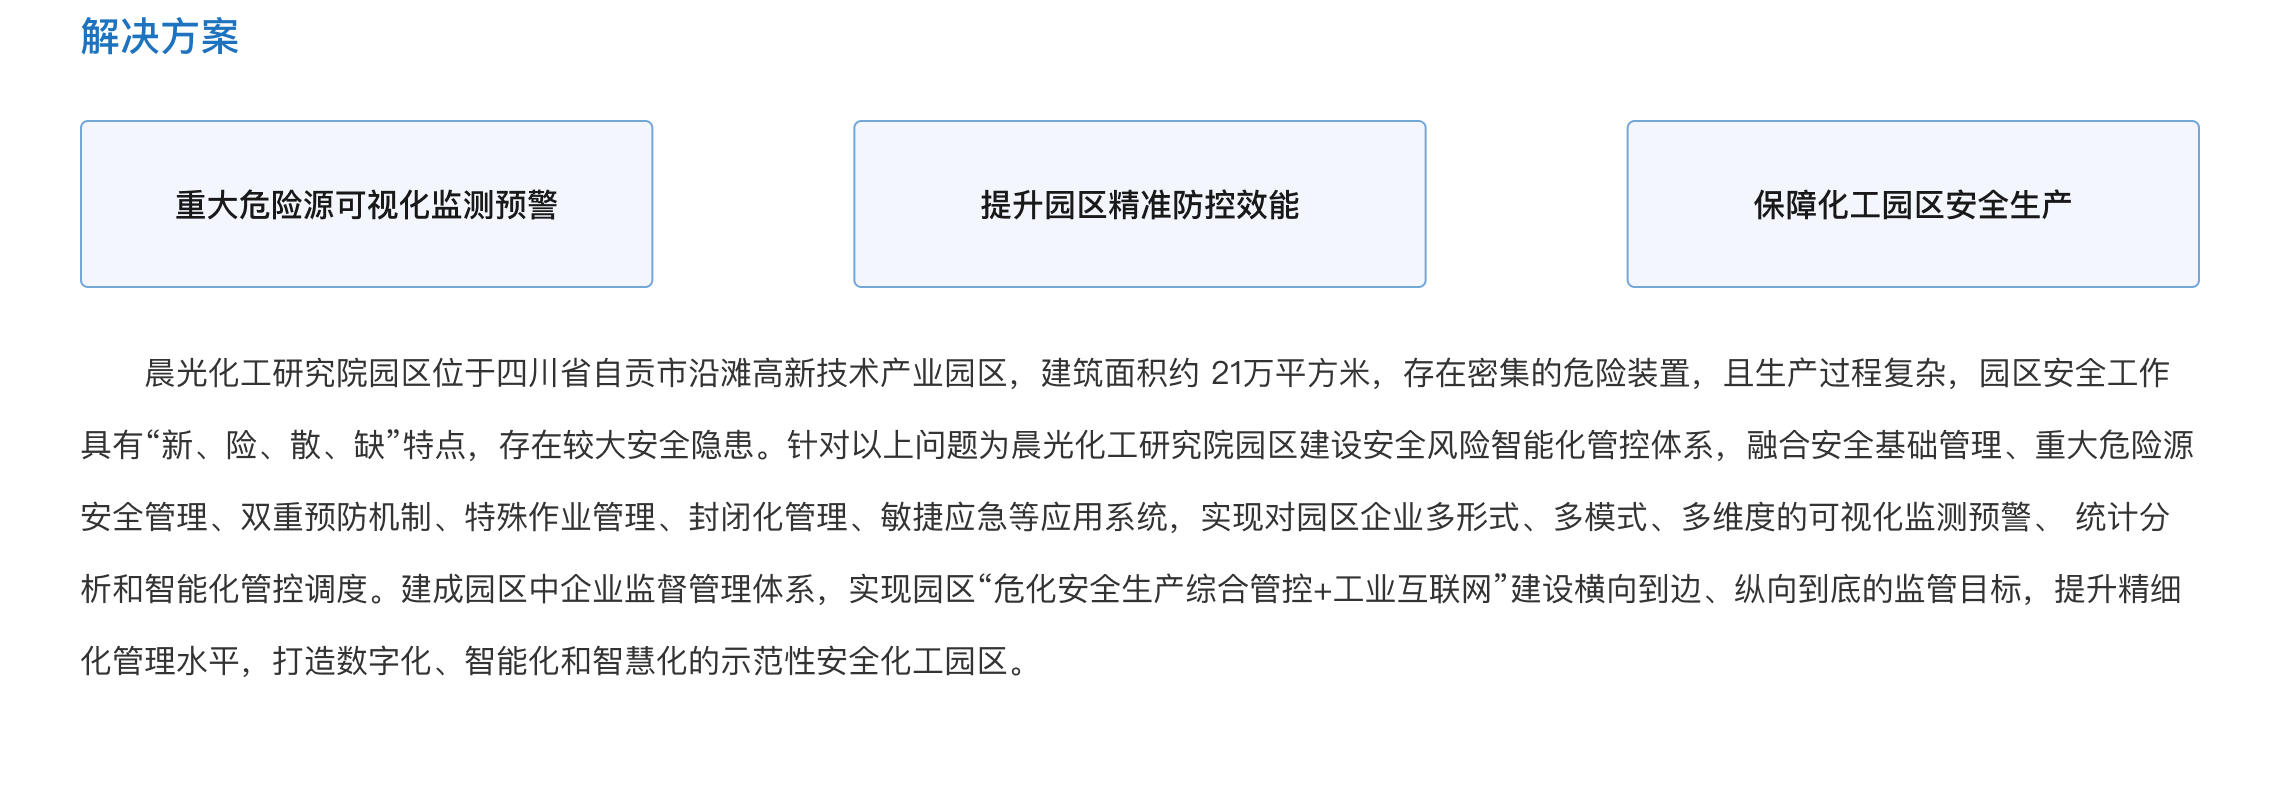 解决方案
重大危险源可视化监测预警
提升园区精准防控效能
保障化工园区安全生产
晨光化工研究院园区位于四川省自贡市沿滩高新技术产业园区，建筑面积约 21万平方米，存在密集的危险装置，且生产过程复杂，园区安全工作
具有“新、险、散、缺”特点，存在较大安全隐患。针对以上问题为晨光化工研究院园区建设安全风险智能化管控体系，融合安全基础管理、重大危险源
安全管理、双重预防机制、特殊作业管理、封闭化管理、敏捷应急等应用系统，实现对园区企业多形式、多模式、多维度的可视化监测预警、 统计分
析和智能化管控调度。建成园区中企业监督管理体系，实现园区“危化安全生产综合管控+工业互联网”建设横向到边、纵向到底的监管目标，提升精细
化管理水平，打造数字化、智能化和智慧化的示范性安全化工园区。